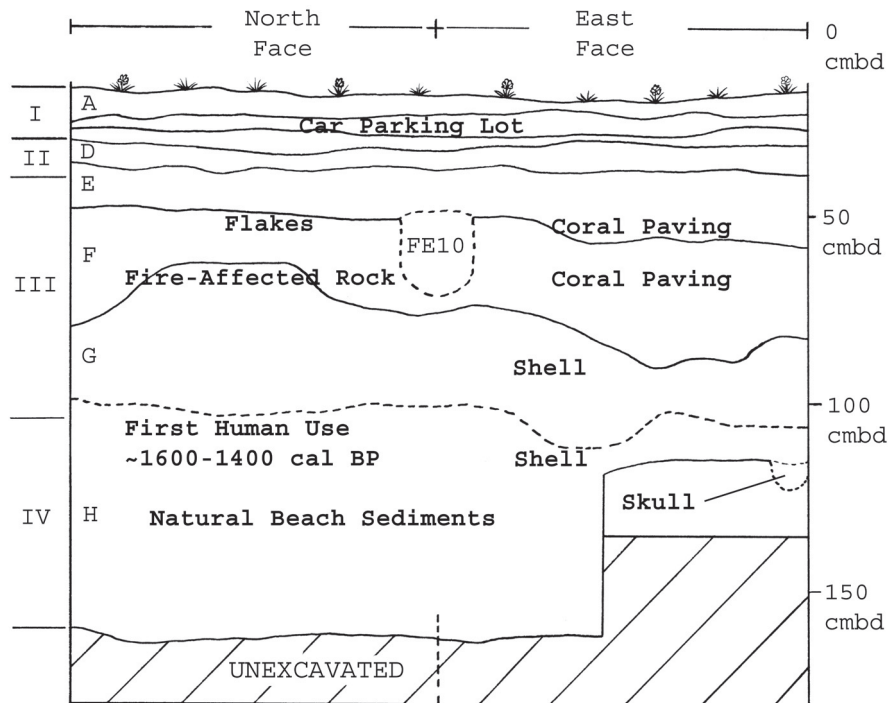 North Face
East Face
0 cmbd
I
A
Car Parking Lot
II
D
E
50 cmbd
Flakes
FE10
Coral Paving
F
III
Fire-Affected Rock
Coral Paving
G
Shell
100 cmbd
First Human Use
~1600-1400 cal BP
Shell
Skull
IV
H
Natural Beach Sediments
150 cmbd
UNEXCAVATED